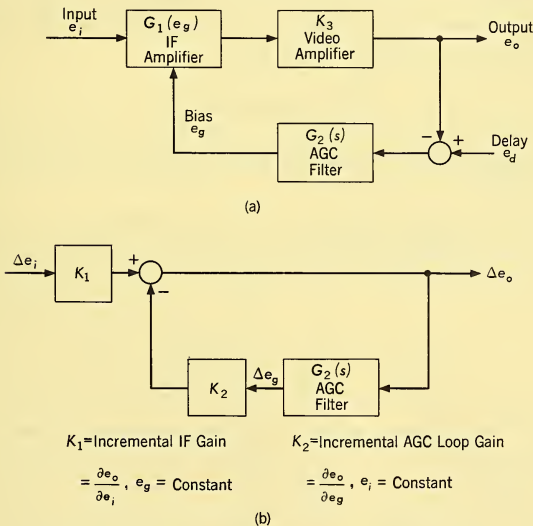 Input
e_i
G_1(e_g)
IF
Amplifier
K_3
Video
Amplifier
Output
e_o
Bias
e_g
G_2(s)
AGC
Filter
−
+
Delay
e_d
(a)
Δe_i
K_1
+
−
Δe_o
K_2
Δe_g
G_2(s)
AGC
Filter
K_1=Incremental IF Gain
= ∂e_o/∂e_i, e_g = Constant
K_2=Incremental AGC Loop Gain
= ∂e_o/∂e_g, e_i = Constant
(b)